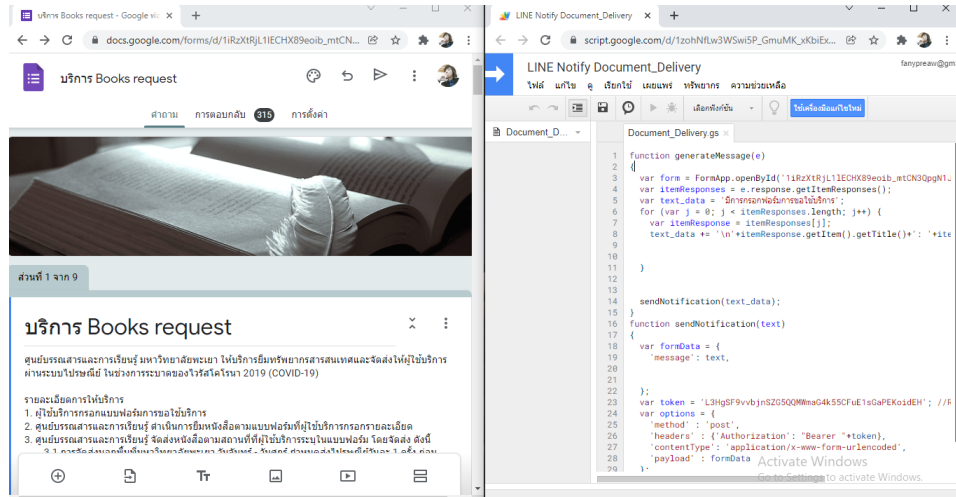 บริการ Books request - Google ฟอ
docs.google.com/forms/d/1iRzXtRjL1lECHX89eoib_mtCN...
บริการ Books request
คำถาม การตอบกลับ 315 การตั้งค่า
ส่วนที่ 1 จาก 9
บริการ Books request
ศูนย์บรรณสารและการเรียนรู้ มหาวิทยาลัยพะเยา ให้บริการยืมทรัพยากรสารสนเทศและจัดส่งให้ผู้ใช้บริการ
ผ่านระบบไปรษณีย์ ในช่วงการระบาดของไวรัสโคโรนา 2019 (COVID-19)
รายละเอียดการให้บริการ
1. ผู้ใช้บริการกรอกแบบฟอร์มการขอใช้บริการ
2. ศูนย์บรรณสารและการเรียนรู้ ดำเนินการยืมหนังสือตามแบบฟอร์มที่ผู้ใช้บริการกรอกรายละเอียด
3. ศูนย์บรรณสารและการเรียนรู้ จัดส่งหนังสือตามสถานที่ที่ผู้ใช้บริการระบุในแบบฟอร์ม โดยจัดส่ง ดังนี้
LINE Notify Document_Delivery
script.google.com/d/1zohNfLw3WSwi5P_GmuMK_xKbiEx...
LINE Notify Document_Delivery
fanypreaw@gm
ไฟล์ แก้ไข ดู เรียกใช้ เผยแพร่ ทรัพยากร ความช่วยเหลือ
เลือกฟังก์ชัน ใช้เครื่องมือแก้ไขใหม่
Document_D...
Document_Delivery.gs
1 function generateMessage(e)
2 {
3 var form = FormApp.openById('1iRzXtRjL1lECHX89eoib_mtCN3QpgN1J
4 var itemResponses = e.response.getItemResponses();
5 var text_data = 'มีการกรอกฟอร์มการขอใช้บริการ';
6 for (var j = 0; j < itemResponses.length; j++) {
7 var itemResponse = itemResponses[j];
8 text_data += '\n'+itemResponse.getItem().getTitle()+': '+ite
9
10
11 }
12
13
14 sendNotification(text_data);
15 }
16 function sendNotification(text)
17 {
18 var formData = {
19 'message': text,
20
21
22 };
23 var token = 'L3HgSF9vvbjnSZG5QQMWmaG4k55CFuE1sGaPEKoidEH'; //R
24 var options = {
25 'method' : 'post',
26 'headers' : {'Authorization': "Bearer "+token},
27 'contentType': 'application/x-www-form-urlencoded',
28 'payload' : formData
29 };
Activate Windows
Go to Settings to activate Windows.